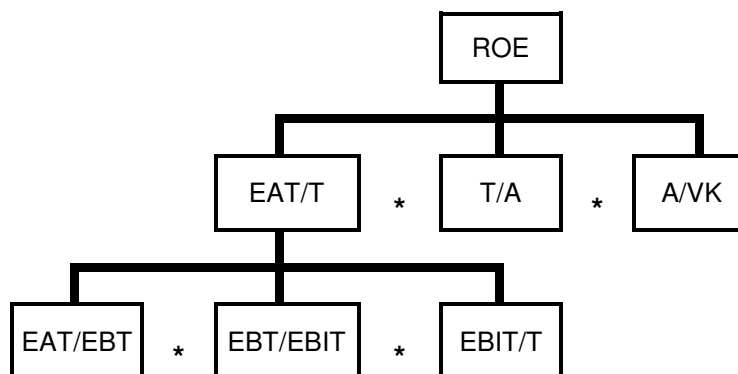 ROE
EAT/T * T/A * A/VK
EAT/EBT * EBT/EBIT * EBIT/T